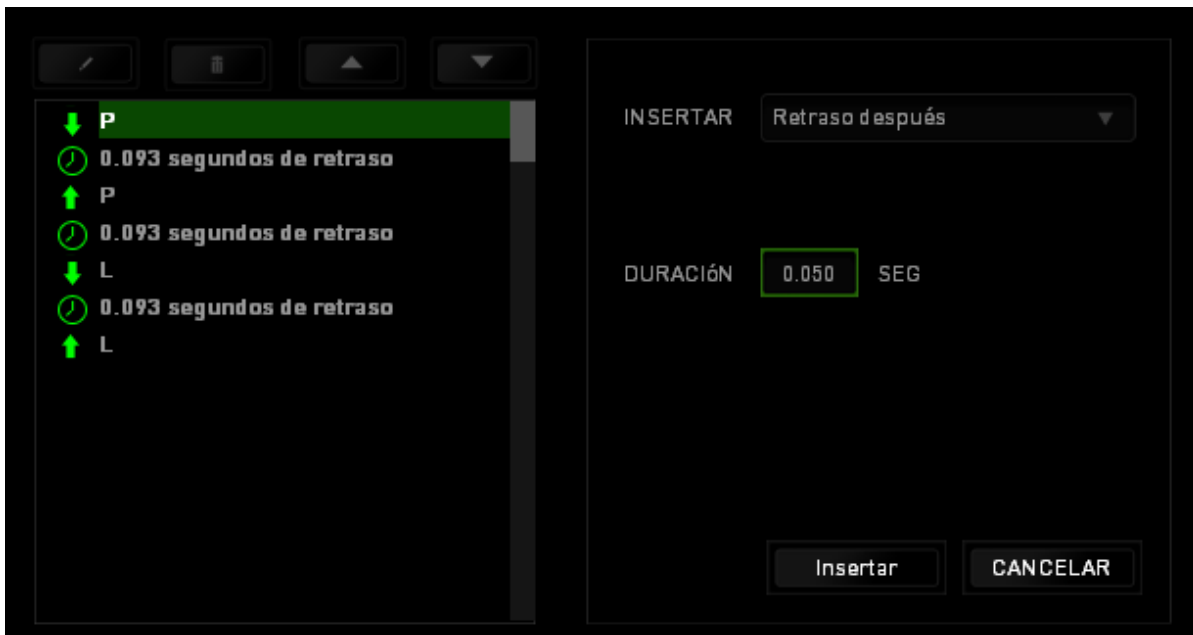 P
0.093 segundos de retraso
P
0.093 segundos de retraso
L
0.093 segundos de retraso
L
INSERTAR Retraso después
DURACIóN 0.050 SEG
Insertar CANCELAR